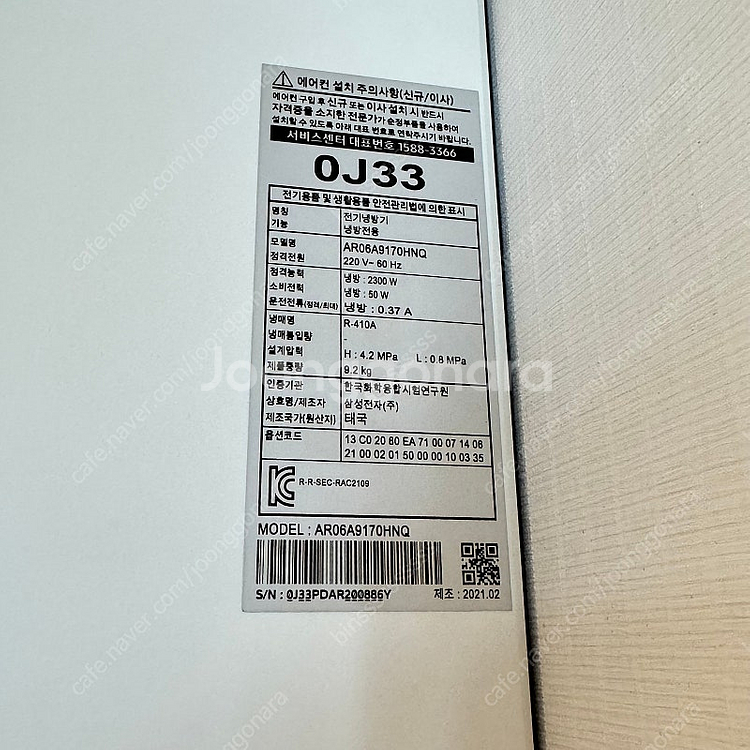 에어컨 설치 주의사항(신규/이사)
에어컨 구입 후 신규 또는 이사 설치 시 반드시
자격증을 소지한 전문가가 순정부품을 사용하여
설치할 수 있도록 아래 대표 번호로 연락주시기 바랍니다.
서비스센터 대표번호 1588-3366
0J33
전기용품 및 생활용품 안전관리법에 의한 표시
명칭 전기냉방기
기능 냉방전용
모델명 AR06A9170HNQ
정격전원 220 V~ 60 Hz
정격능력 냉방 : 2300 W
소비전력 냉방 : 50 W
운전전류(정격/최대) 냉방 : 0.37 A
냉매명 R-410A
냉매통입량 -
설계압력 H : 4.2 MPa L : 0.8 MPa
제품중량 9.2 kg
인증기관 한국화학융합시험연구원
상호명/제조자 삼성전자(주)
제조국가(원산지) 태국
옵션코드 13 C0 20 60 EA 71 00 07 14 06
21 00 02 01 50 00 00 10 03 35
R-R-SEC-RAC2109
MODEL : AR06A9170HNQ
S/N : 0J33PDAR200886Y 제조 : 2021.02
Joonggonara
cafe.naver.com/joonggonara